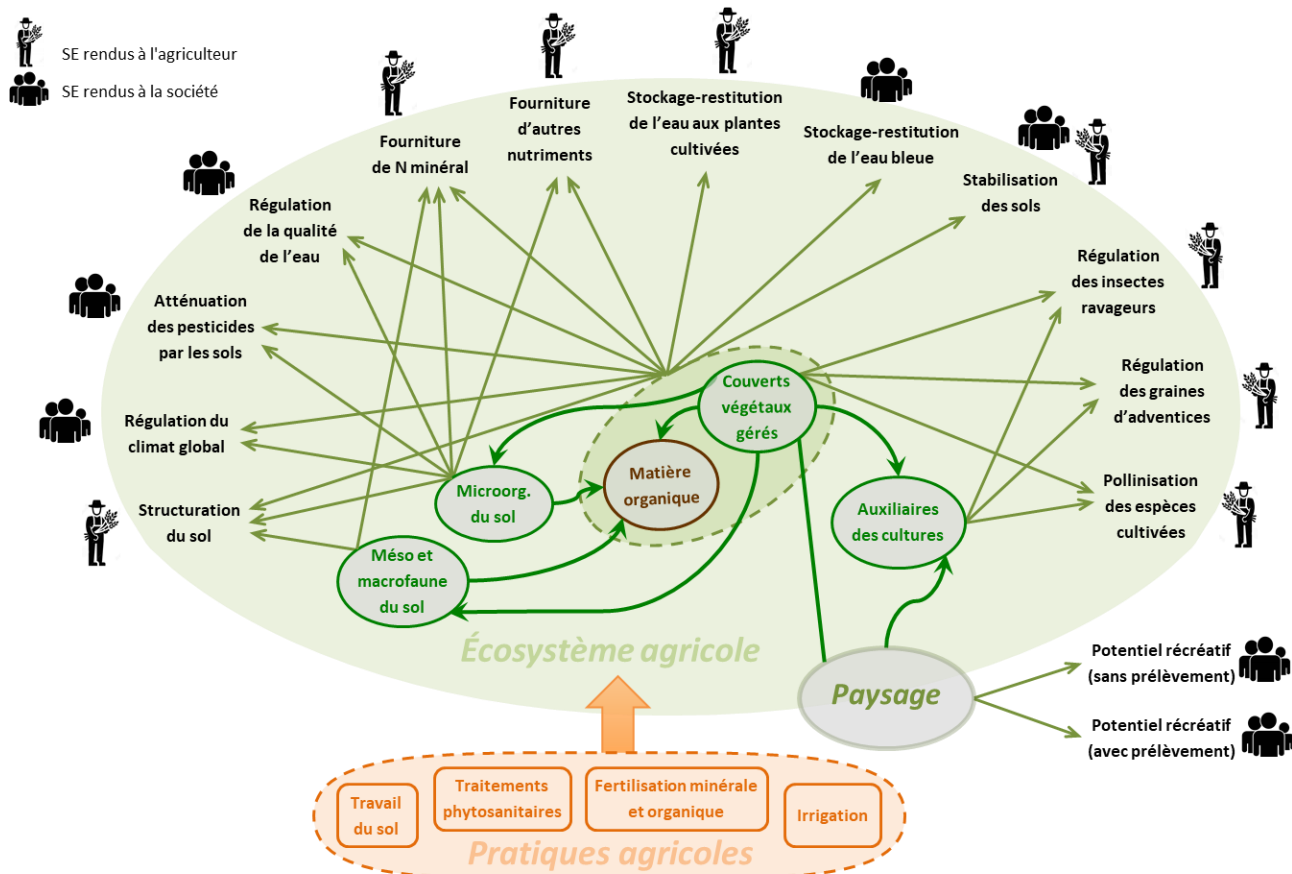 SE rendus à l'agriculteur
SE rendus à la société
Fourniture
de N minéral
Fourniture
d'autres
nutriments
Stockage-restitution
de l'eau aux plantes
cultivées
Stockage-restitution
de l'eau bleue
Stabilisation
des sols
Régulation
de la qualité
de l'eau
Régulation
des insectes
ravageurs
Atténuation
des pesticides
par les sols
Régulation
des graines
d'adventices
Régulation du
climat global
Pollinisation
des espèces
cultivées
Structuration
du sol
Couverts
végétaux
gérés
Matière
organique
Microorg.
du sol
Auxiliaires
des cultures
Méso et
macrofaune
du sol
Écosystème agricole
Paysage
Potentiel récréatif
(sans prélèvement)
Potentiel récréatif
(avec prélèvement)
Travail
du sol
Traitements
phytosanitaires
Fertilisation minérale
et organique
Irrigation
Pratiques agricoles